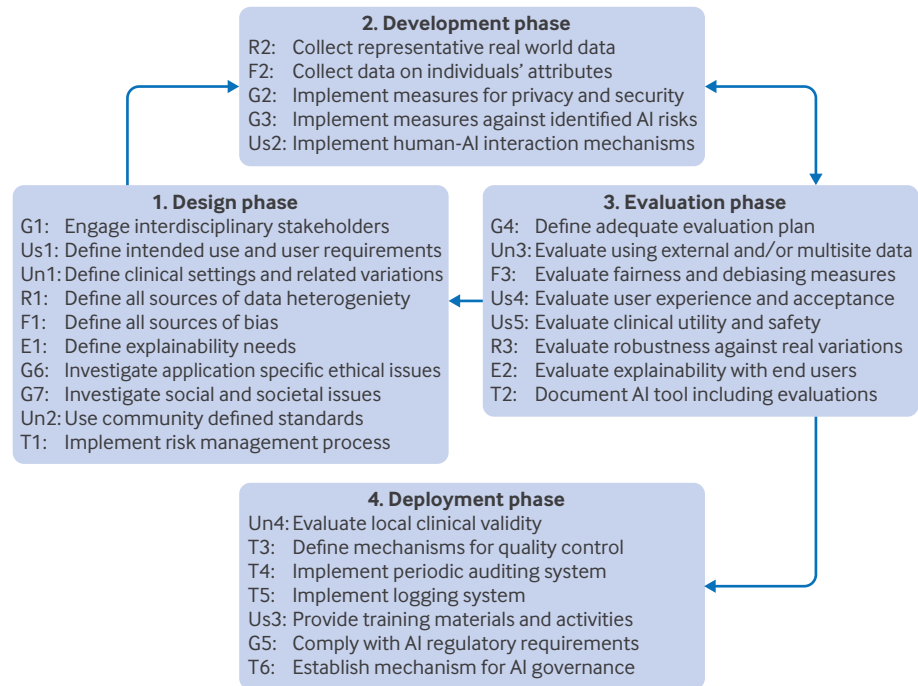 2. Development phase
R2: Collect representative real world data
F2: Collect data on individuals’ attributes
G2: Implement measures for privacy and security
G3: Implement measures against identified AI risks
Us2: Implement human-AI interaction mechanisms
1. Design phase
G1: Engage interdisciplinary stakeholders
Us1: Define intended use and user requirements
Un1: Define clinical settings and related variations
R1: Define all sources of data heterogeniety
F1: Define all sources of bias
E1: Define explainability needs
G6: Investigate application specific ethical issues
G7: Investigate social and societal issues
Un2: Use community defined standards
T1: Implement risk management process
3. Evaluation phase
G4: Define adequate evaluation plan
Un3: Evaluate using external and/or multisite data
F3: Evaluate fairness and debiasing measures
Us4: Evaluate user experience and acceptance
Us5: Evaluate clinical utility and safety
R3: Evaluate robustness against real variations
E2: Evaluate explainability with end users
T2: Document AI tool including evaluations
4. Deployment phase
Un4: Evaluate local clinical validity
T3: Define mechanisms for quality control
T4: Implement periodic auditing system
T5: Implement logging system
Us3: Provide training materials and activities
G5: Comply with AI regulatory requirements
T6: Establish mechanism for AI governance